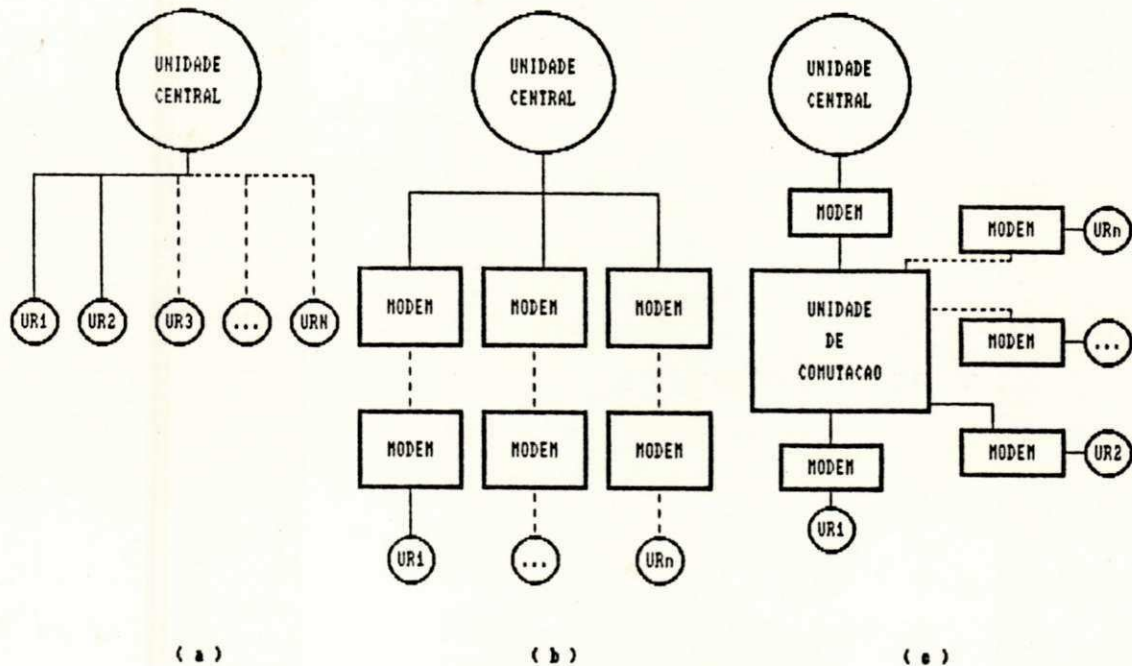 UNIDADE
CENTRAL
UR1 UR2 UR3 ... URN
( a )
UNIDADE
CENTRAL
MODEM MODEM MODEM
MODEM MODEM MODEM
UR1 ... URn
( b )
UNIDADE
CENTRAL
MODEM
MODEM URn
UNIDADE
DE
COMUTACAO
MODEM ...
MODEM UR2
MODEM
UR1
( c )